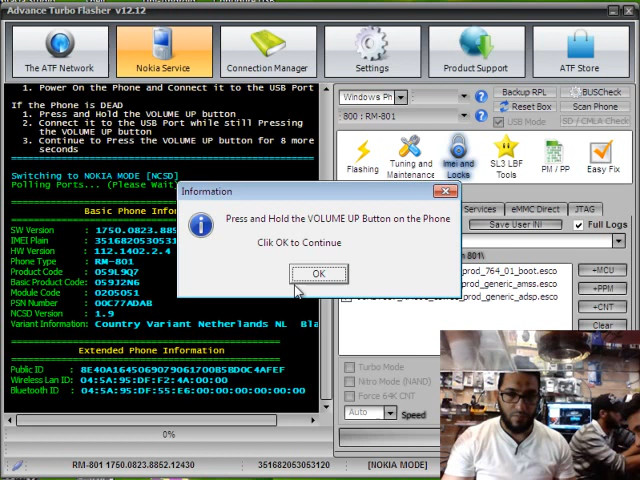 Advance Turbo Flasher v12.12
The ATF Network
Nokia Service
Connection Manager
Settings
Product Support
ATF Store
1. Power On the Phone and Connect it to the USB Port
If the Phone is DEAD
1. Press and Hold the VOLUME UP button
2. Connect it to the USB Port while still Pressing
the VOLUME UP button
3. Continue to Press the VOLUME UP button for 8 more
seconds
Switching to NOKIA MODE [NCSD]
Polling Ports... (Please Wait)
Basic Phone Infor
SW Version : 1750.0823.885
IMEI Plain : 3516820530531
HW Version : 112.1402.2.4
Phone Type : RM-801
Product Code : 059L9Q7
Basic Product Code: 059J2N6
Module Code : 0205051
PSN Number : 00C77ADAB
NCSD Version : 1.9
Variant Information: Country Variant Netherlands NL Bla
Extended Phone Information
Public ID : 8E40A1645069079061700B5BD0C4AFEF
Wireless Lan ID: 04:5A:95:DF:F2:4A:00:00
Bluetooth ID : 04:5A:95:55:E6:00:00:00:00:00:00
0%
RM-801 1750.0823.8852.12430
351682053053120
[NOKIA MODE]
Windows Ph
800 : RM-801
Backup RPL
BUSCheck
Reset Box
Scan Phone
USB Mode
SD / CMLA Check
Flashing
Tuning and
Maintenance
Imei and
Locks
SL3 LBF
Tools
PM / PP
Easy Fix
Services
eMMC Direct
JTAG
Save User NI
Full Logs
m 801\
prod_764_01_boot.esco
prod_generic_amss.esco
prod_generic_adsp.esco
+MCU
+PPM
+CNT
Clear
Turbo Mode
Nitro Mode (NAND)
Force 64K CNT
Auto
Speed
Information
Press and Hold the VOLUME UP Button on the Phone
Clik OK to Continue
OK